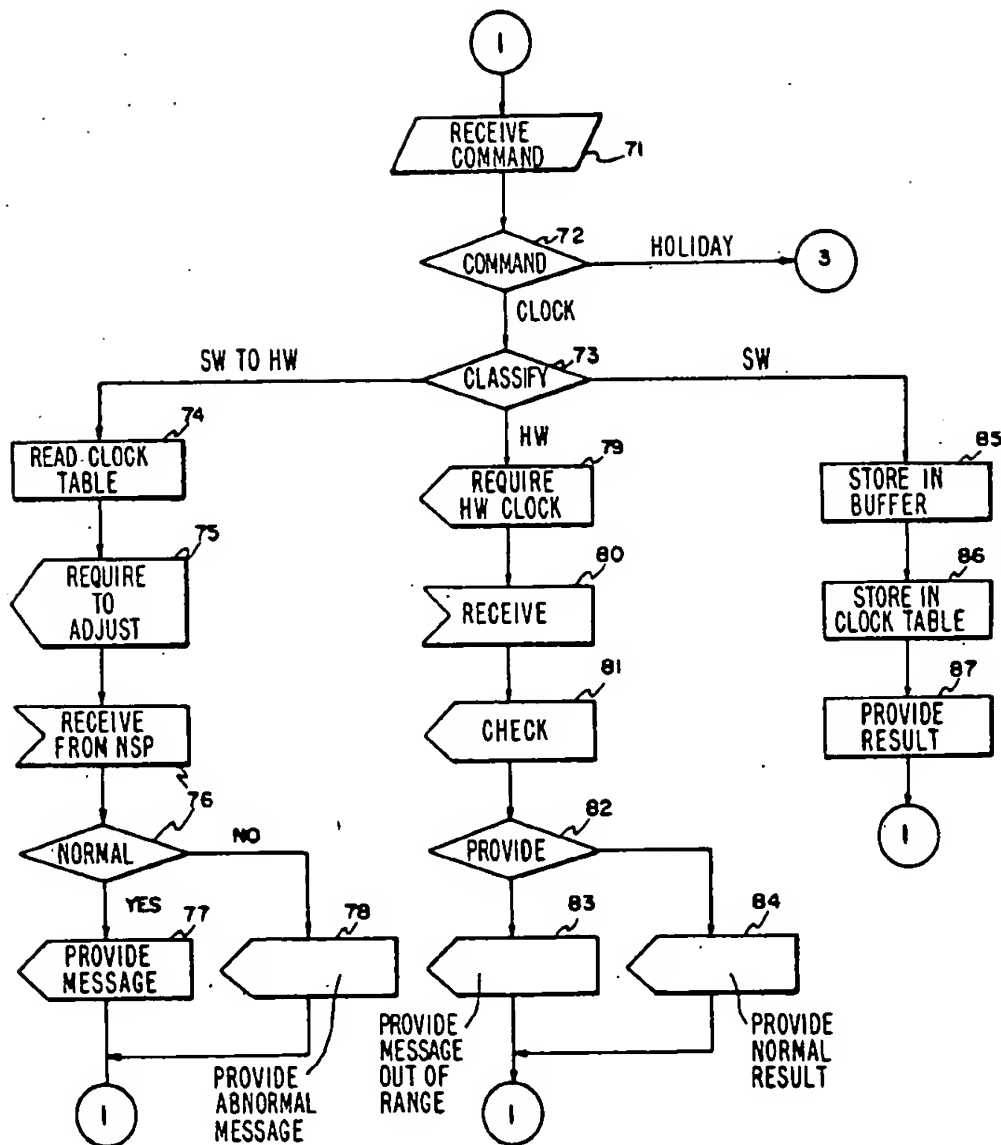 1
RECEIVE
COMMAND
71
72
COMMAND
HOLIDAY
3
CLOCK
SW TO HW
73
CLASSIFY
SW
HW
74
READ CLOCK
TABLE
75
REQUIRE
TO
ADJUST
RECEIVE
FROM NSP
76
NORMAL
NO
YES
77
PROVIDE
MESSAGE
78
PROVIDE
ABNORMAL
MESSAGE
1
79
REQUIRE
HW CLOCK
80
RECEIVE
81
CHECK
82
PROVIDE
83
PROVIDE
MESSAGE
OUT OF
RANGE
84
PROVIDE
NORMAL
RESULT
1
85
STORE IN
BUFFER
86
STORE IN
CLOCK TABLE
87
PROVIDE
RESULT
1